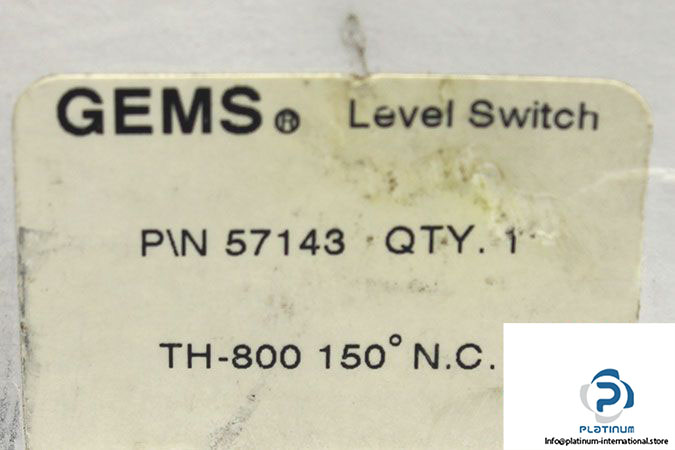 GEMS® Level Switch
P\N 57143 QTY. 1
TH-800 150° N.C.
PLATINUM
Info@platinum-international.store